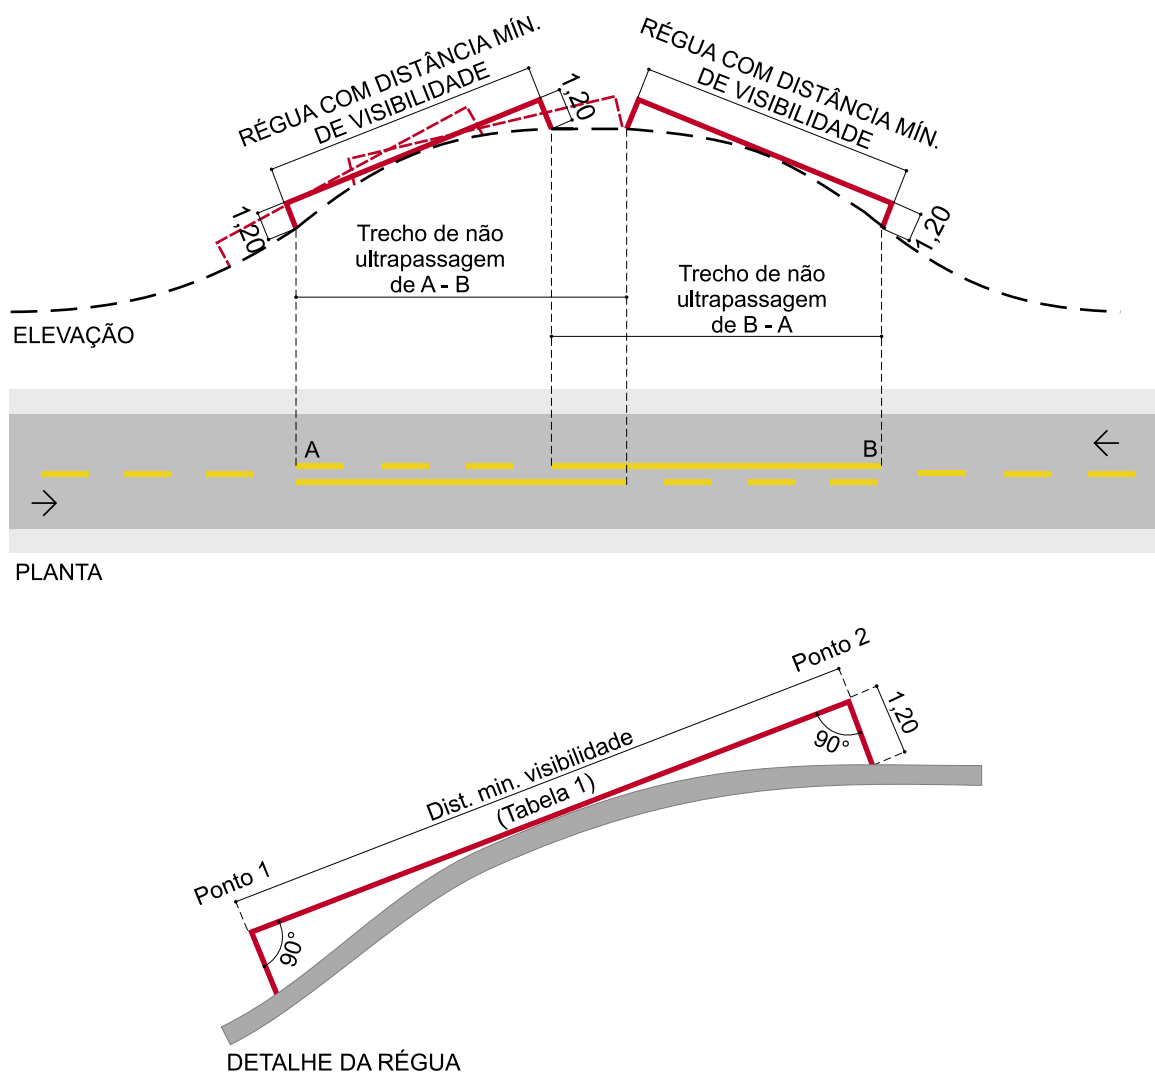 RÉGUA COM DISTÂNCIA MÍN.
DE VISIBILIDADE
1,20
1,20
RÉGUA COM DISTÂNCIA MÍN.
DE VISIBILIDADE
1,20
Trecho de não
ultrapassagem
de A - B
Trecho de não
ultrapassagem
de B - A
ELEVAÇÃO
A
B
PLANTA
Ponto 1
Dist. min. visibilidade
(Tabela 1)
Ponto 2
1,20
90°
90°
DETALHE DA RÉGUA